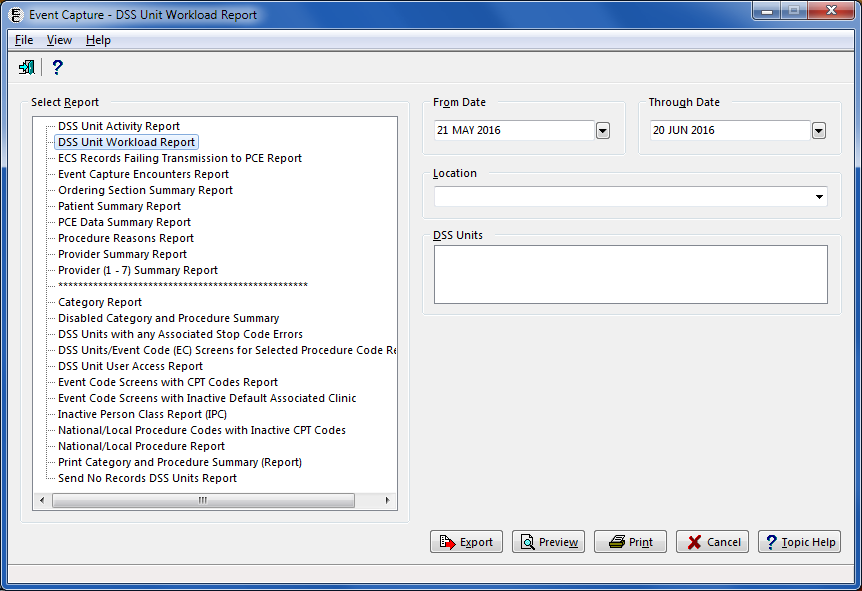 Event Capture - DSS Unit Workload Report
File View Help
?
Select Report
DSS Unit Activity Report
DSS Unit Workload Report
ECS Records Failing Transmission to PCE Report
Event Capture Encounters Report
Ordering Section Summary Report
Patient Summary Report
PCE Data Summary Report
Procedure Reasons Report
Provider Summary Report
Provider (1 - 7) Summary Report
**************************************************
Category Report
Disabled Category and Procedure Summary
DSS Units with any Associated Stop Code Errors
DSS Units/Event Code (EC) Screens for Selected Procedure Code Re
DSS Unit User Access Report
Event Code Screens with CPT Codes Report
Event Code Screens with Inactive Default Associated Clinic
Inactive Person Class Report (IPC)
National/Local Procedure Codes with Inactive CPT Codes
National/Local Procedure Report
Print Category and Procedure Summary (Report)
Send No Records DSS Units Report
From Date
21 MAY 2016
Through Date
20 JUN 2016
Location
DSS Units
Export Preview Print Cancel ? Topic Help